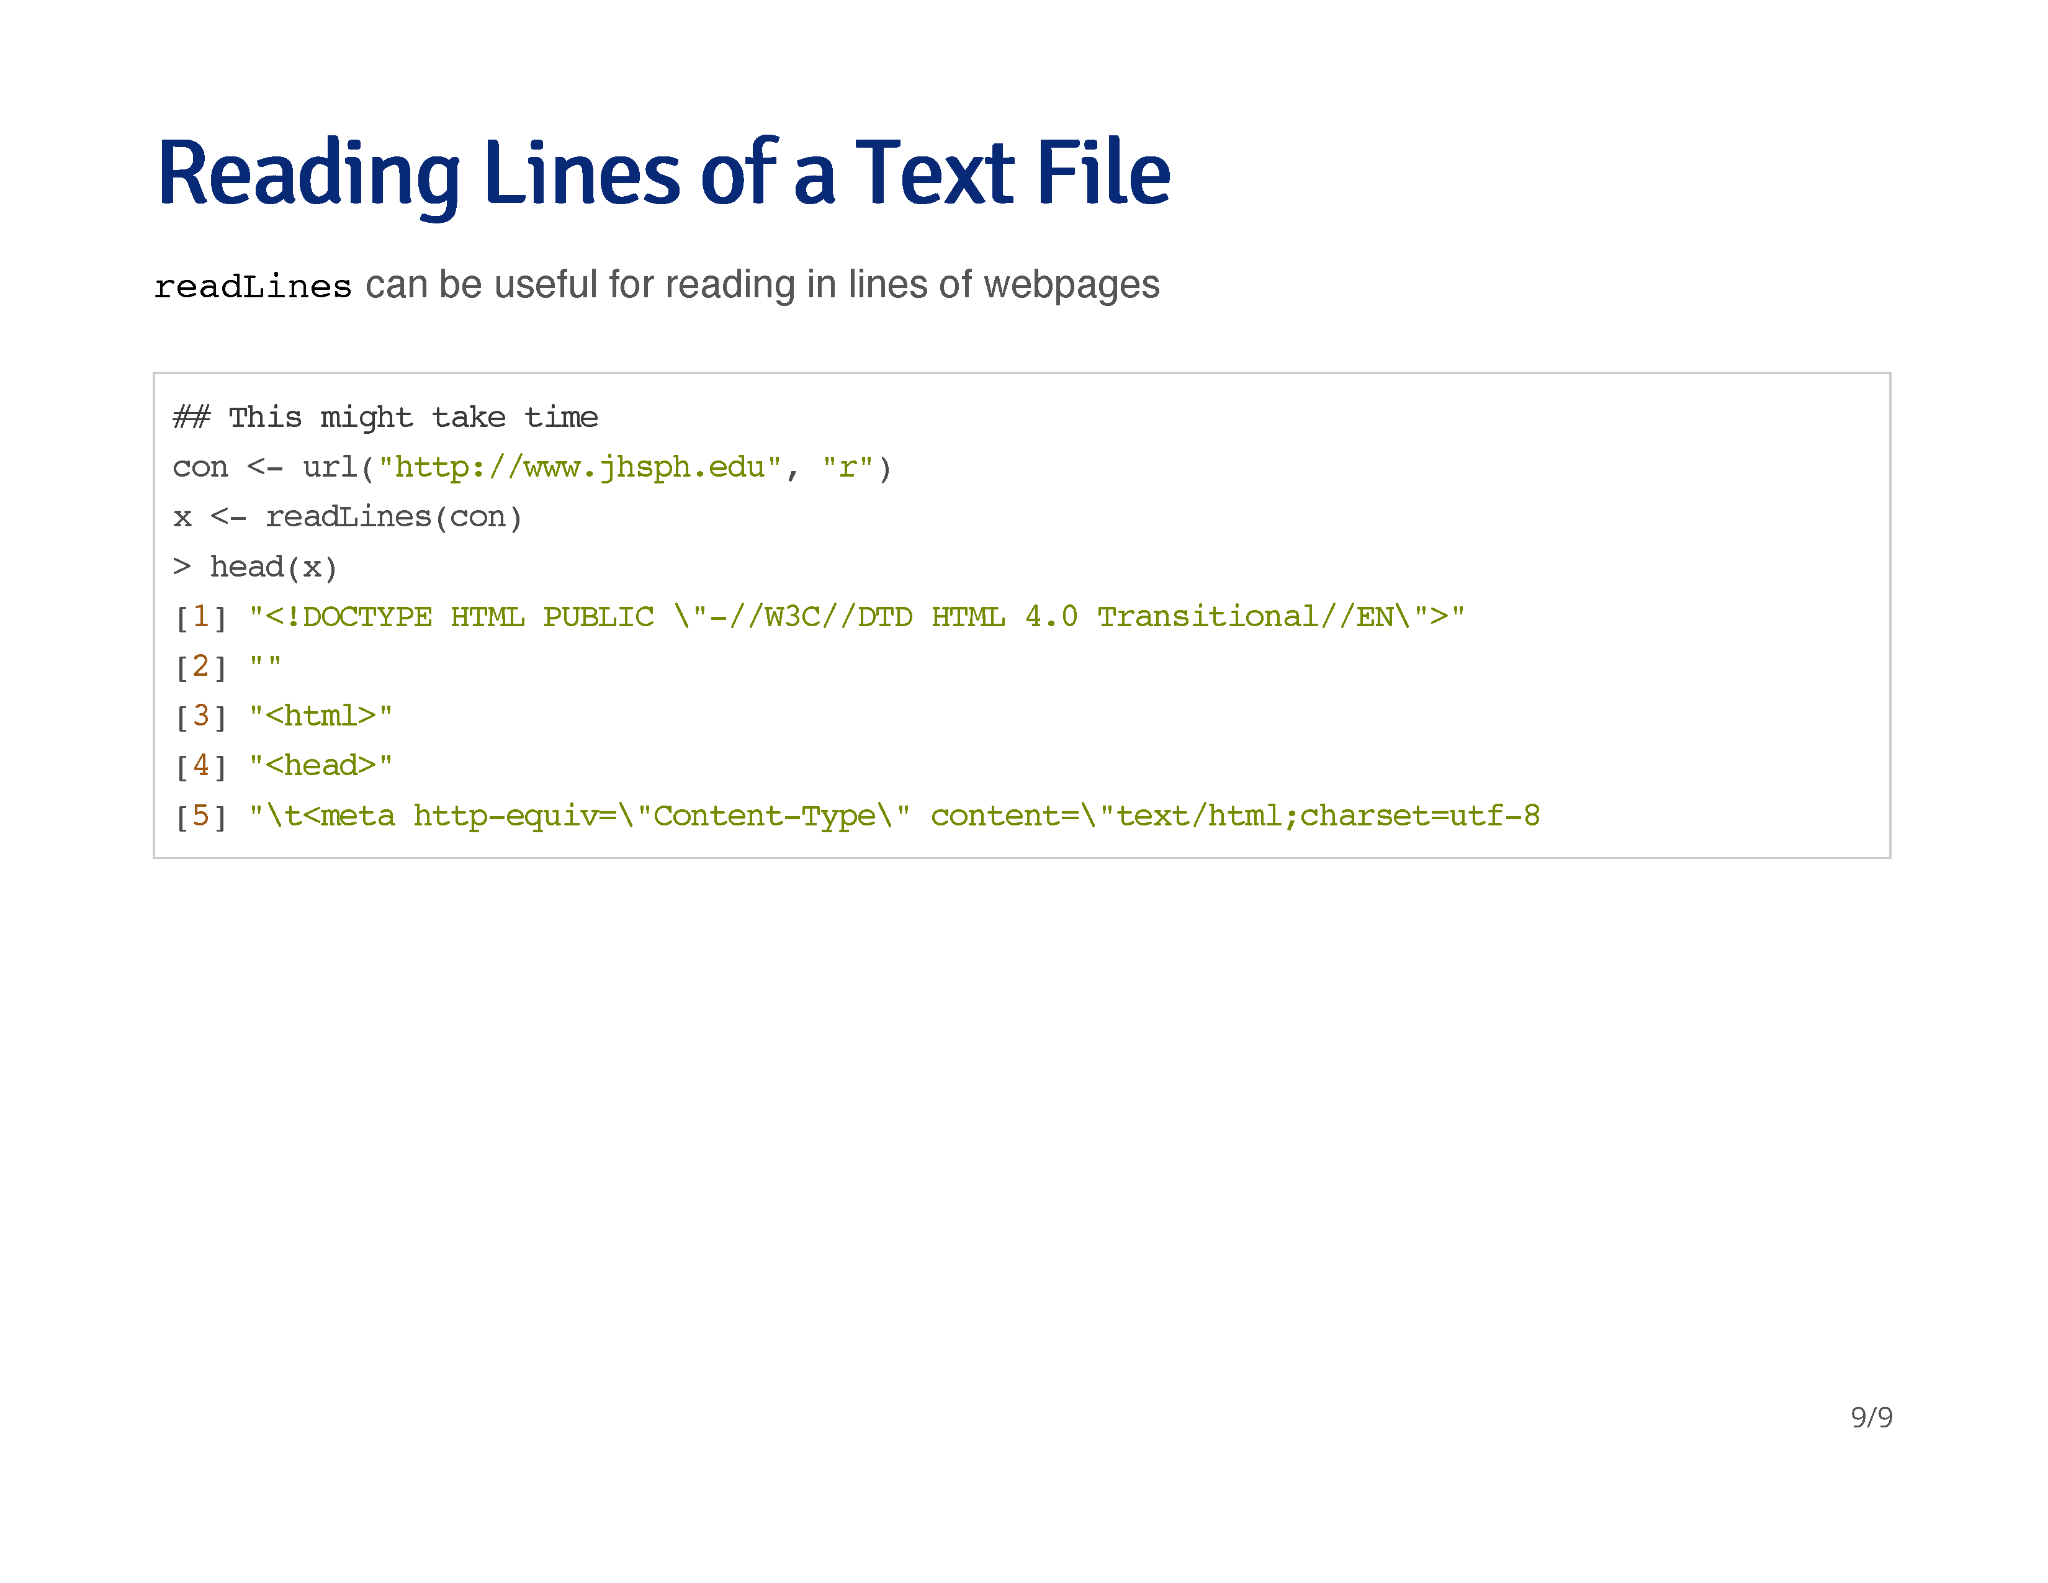 Reading Lines of a Text File
readLines can be useful for reading in lines of webpages
## This might take time
con <- url("http://www.jhsph.edu", "r")
x <- readLines(con)
> head(x)
[1] "<!DOCTYPE HTML PUBLIC \"-//W3C//DTD HTML 4.0 Transitional//EN\">"
[2] ""
[3] "<html>"
[4] "<head>"
[5] "\t<meta http-equiv=\"Content-Type\" content=\"text/html;charset=utf-8
9/9